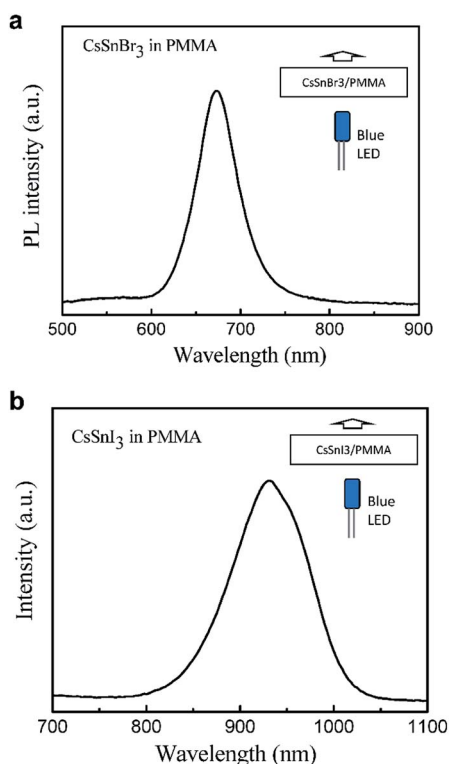 a
CsSnBr₃ in PMMA
CsSnBr3/PMMA
Blue
LED
PL intensity (a.u.)
500 600 700 800 900
Wavelength (nm)
b
CsSnI₃ in PMMA
CsSnI3/PMMA
Blue
LED
Intensity (a.u.)
700 800 900 1000 1100
Wavelength (nm)